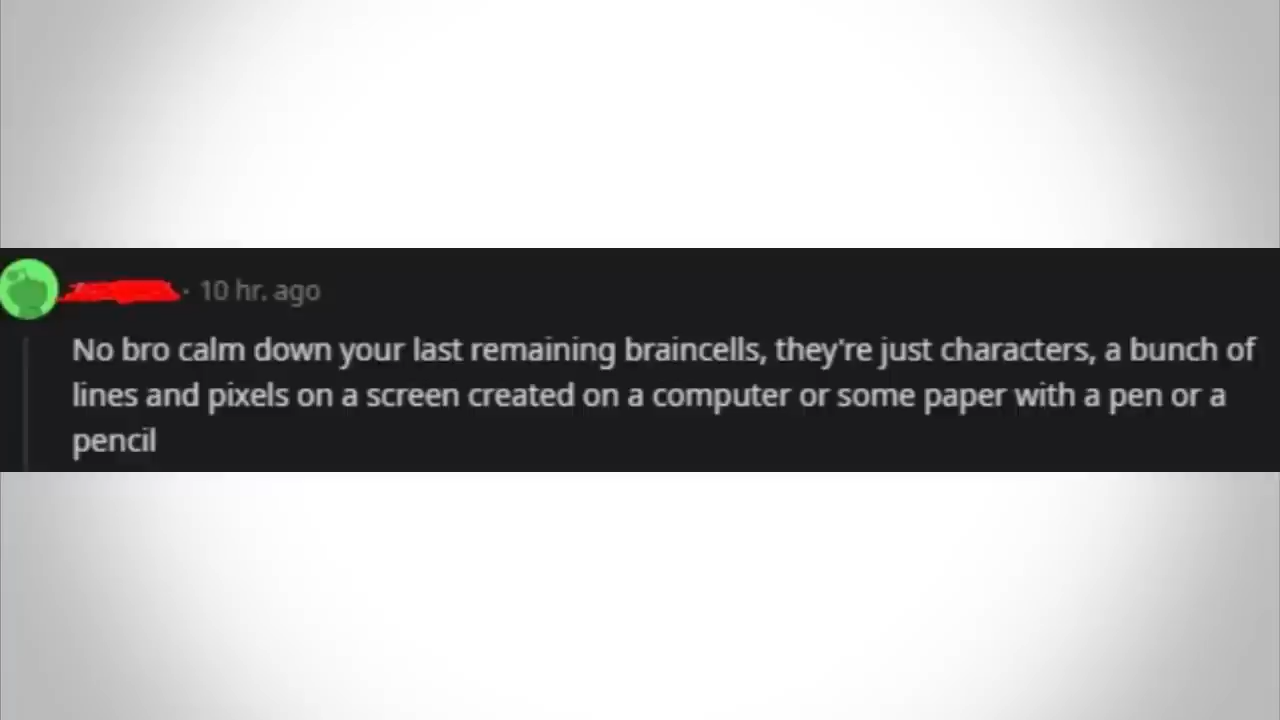 · 10 hr. ago
No bro calm down your last remaining braincells, they're just characters, a bunch of
lines and pixels on a screen created on a computer or some paper with a pen or a
pencil